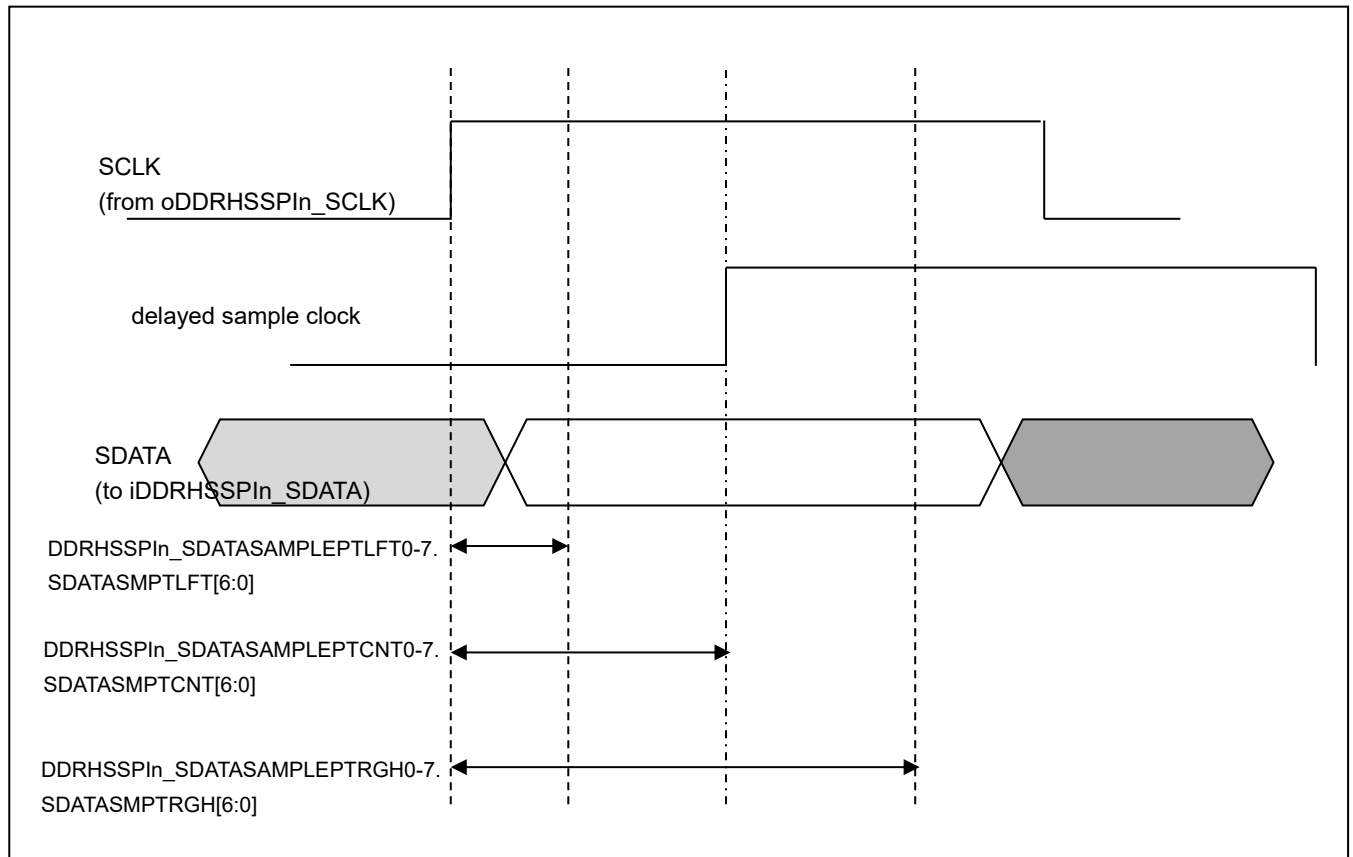 SCLK
(from oDDRHSSPIn_SCLK)
delayed sample clock
SDATA
(to iDDRHSSPIn_SDATA)
DDRHSSPIn_SDATASAMPLEPTLFT0-7.
SDATASMPTLFT[6:0]
DDRHSSPIn_SDATASAMPLEPTCNT0-7.
SDATASMPTCNT[6:0]
DDRHSSPIn_SDATASAMPLEPTRGH0-7.
SDATASMPTRGH[6:0]